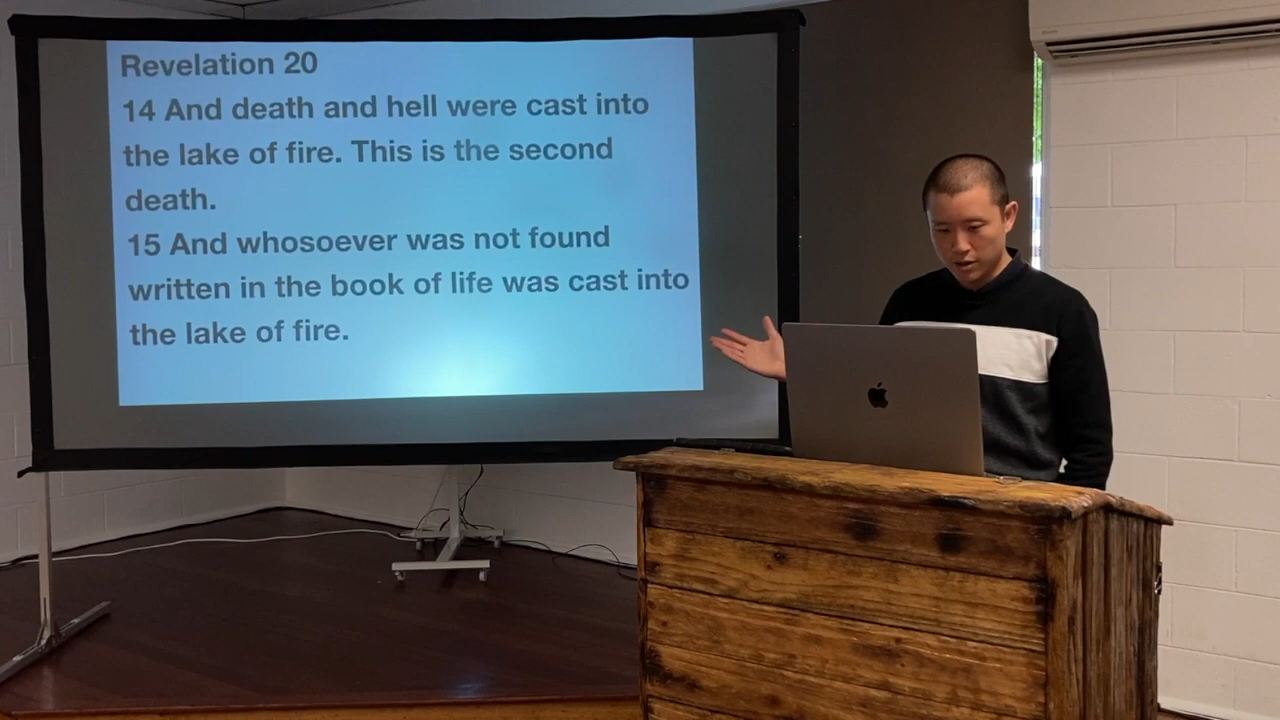 Revelation 20
14 And death and hell were cast into
the lake of fire. This is the second
death.
15 And whosoever was not found
written in the book of life was cast into
the lake of fire.